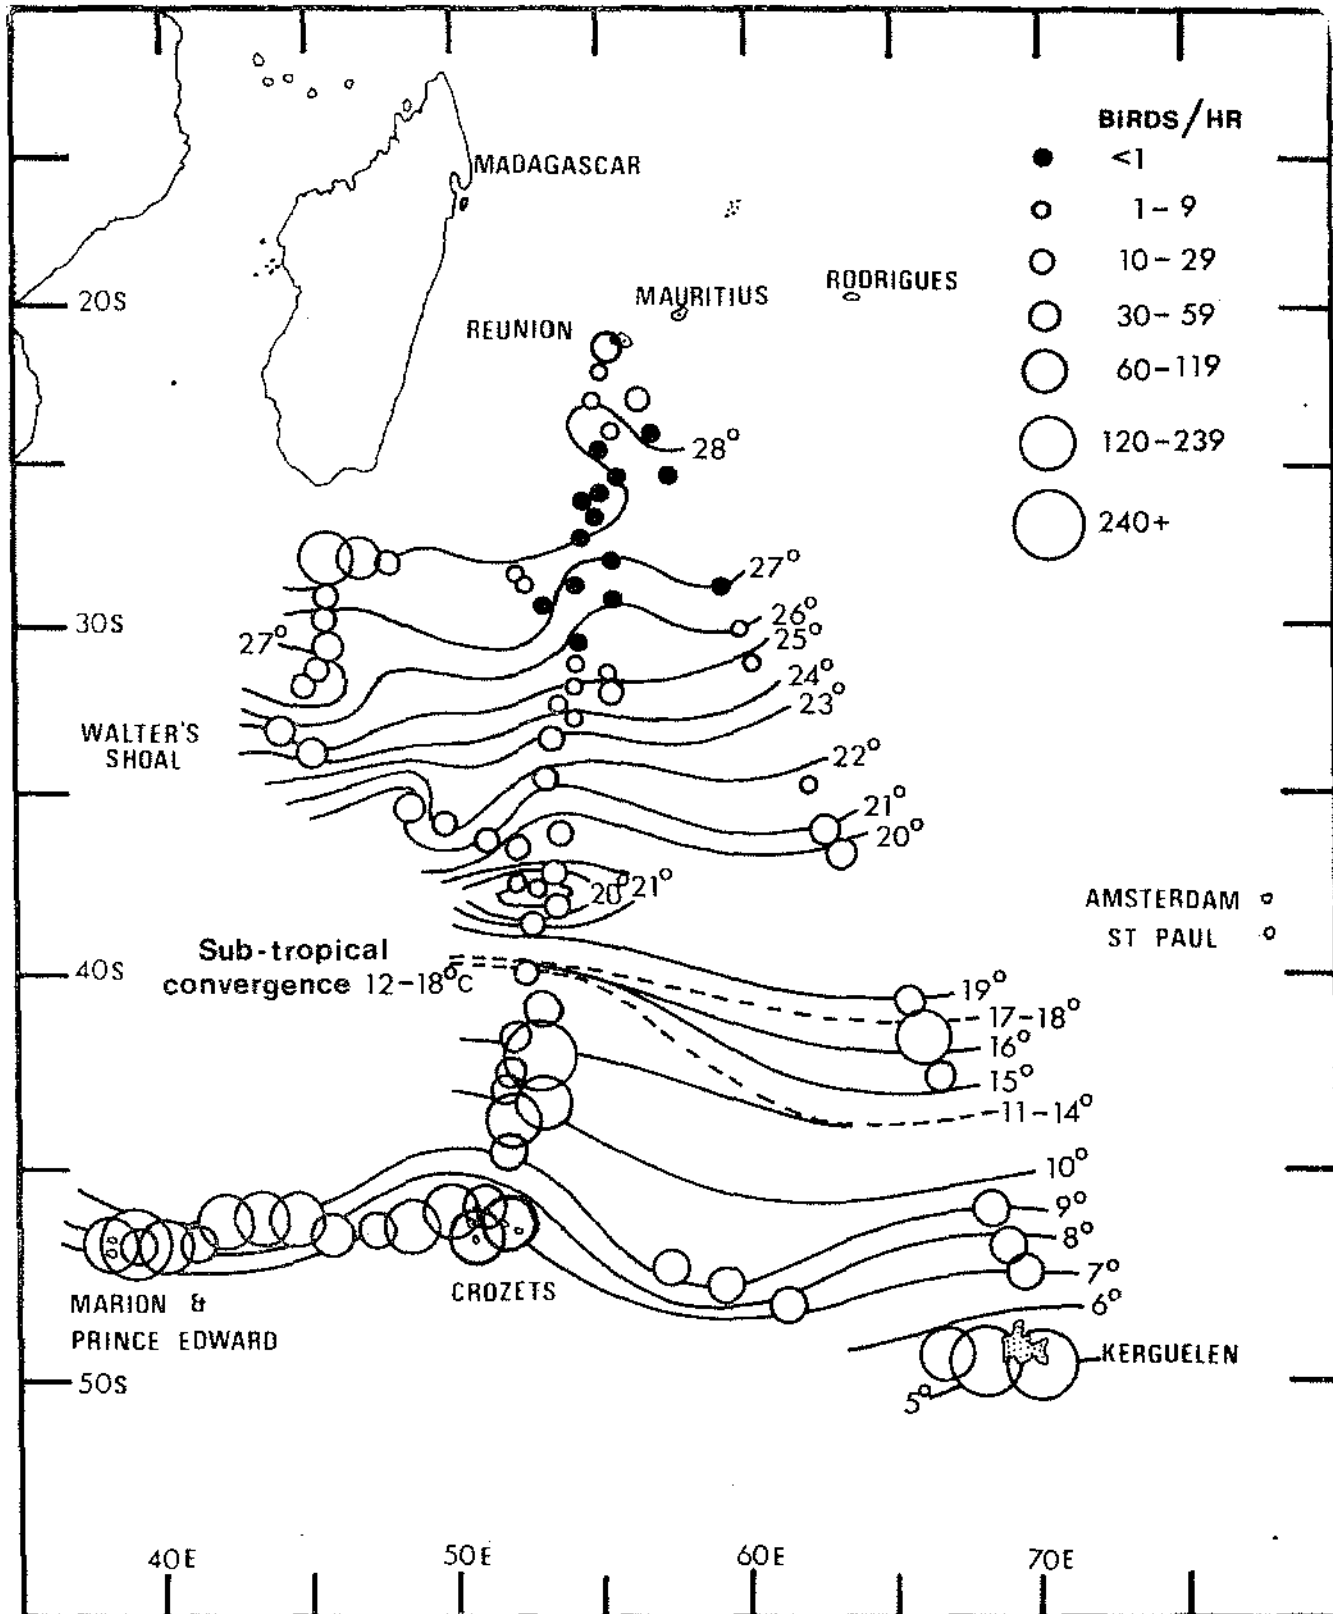 BIRDS/HR
<1
1-9
10-29
30-59
60-119
120-239
240+
MADAGASCAR
20S
RODRIGUES
MAURITIUS
REUNION
28°
27°
26°
30S
25°
27°
24°
23°
WALTER'S
SHOAL
22°
21°
20°
20° 21°
AMSTERDAM
ST PAUL
Sub-tropical
convergence 12-18°C
40S
19°
17-18°
16°
15°
11-14°
10°
9°
8°
7°
6°
CROZETS
MARION &
PRINCE EDWARD
KERGUELEN
50S
5°
40E 50E 60E 70E